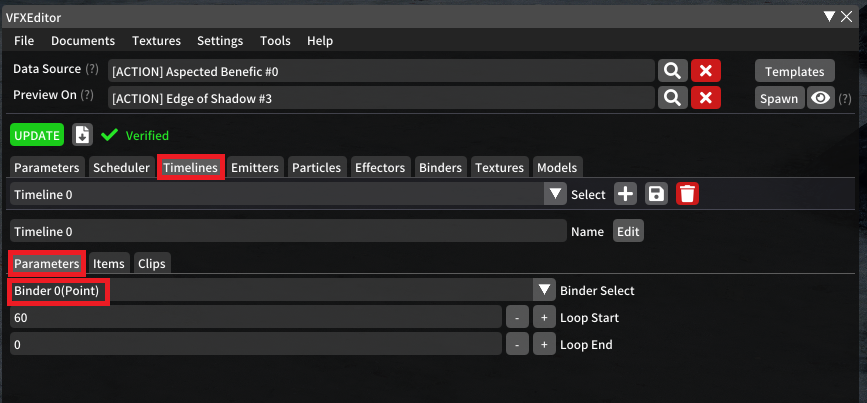 VFXEditor
File Documents Textures Settings Tools Help
Data Source (?) [ACTION] Aspected Benefic #0 Templates
Preview On (?) [ACTION] Edge of Shadow #3 Spawn (?)
UPDATE Verified
Parameters Scheduler Timelines Emitters Particles Effectors Binders Textures Models
Timeline 0 Select
Timeline 0 Name Edit
Parameters Items Clips
Binder 0(Point) Binder Select
60 - + Loop Start
0 - + Loop End